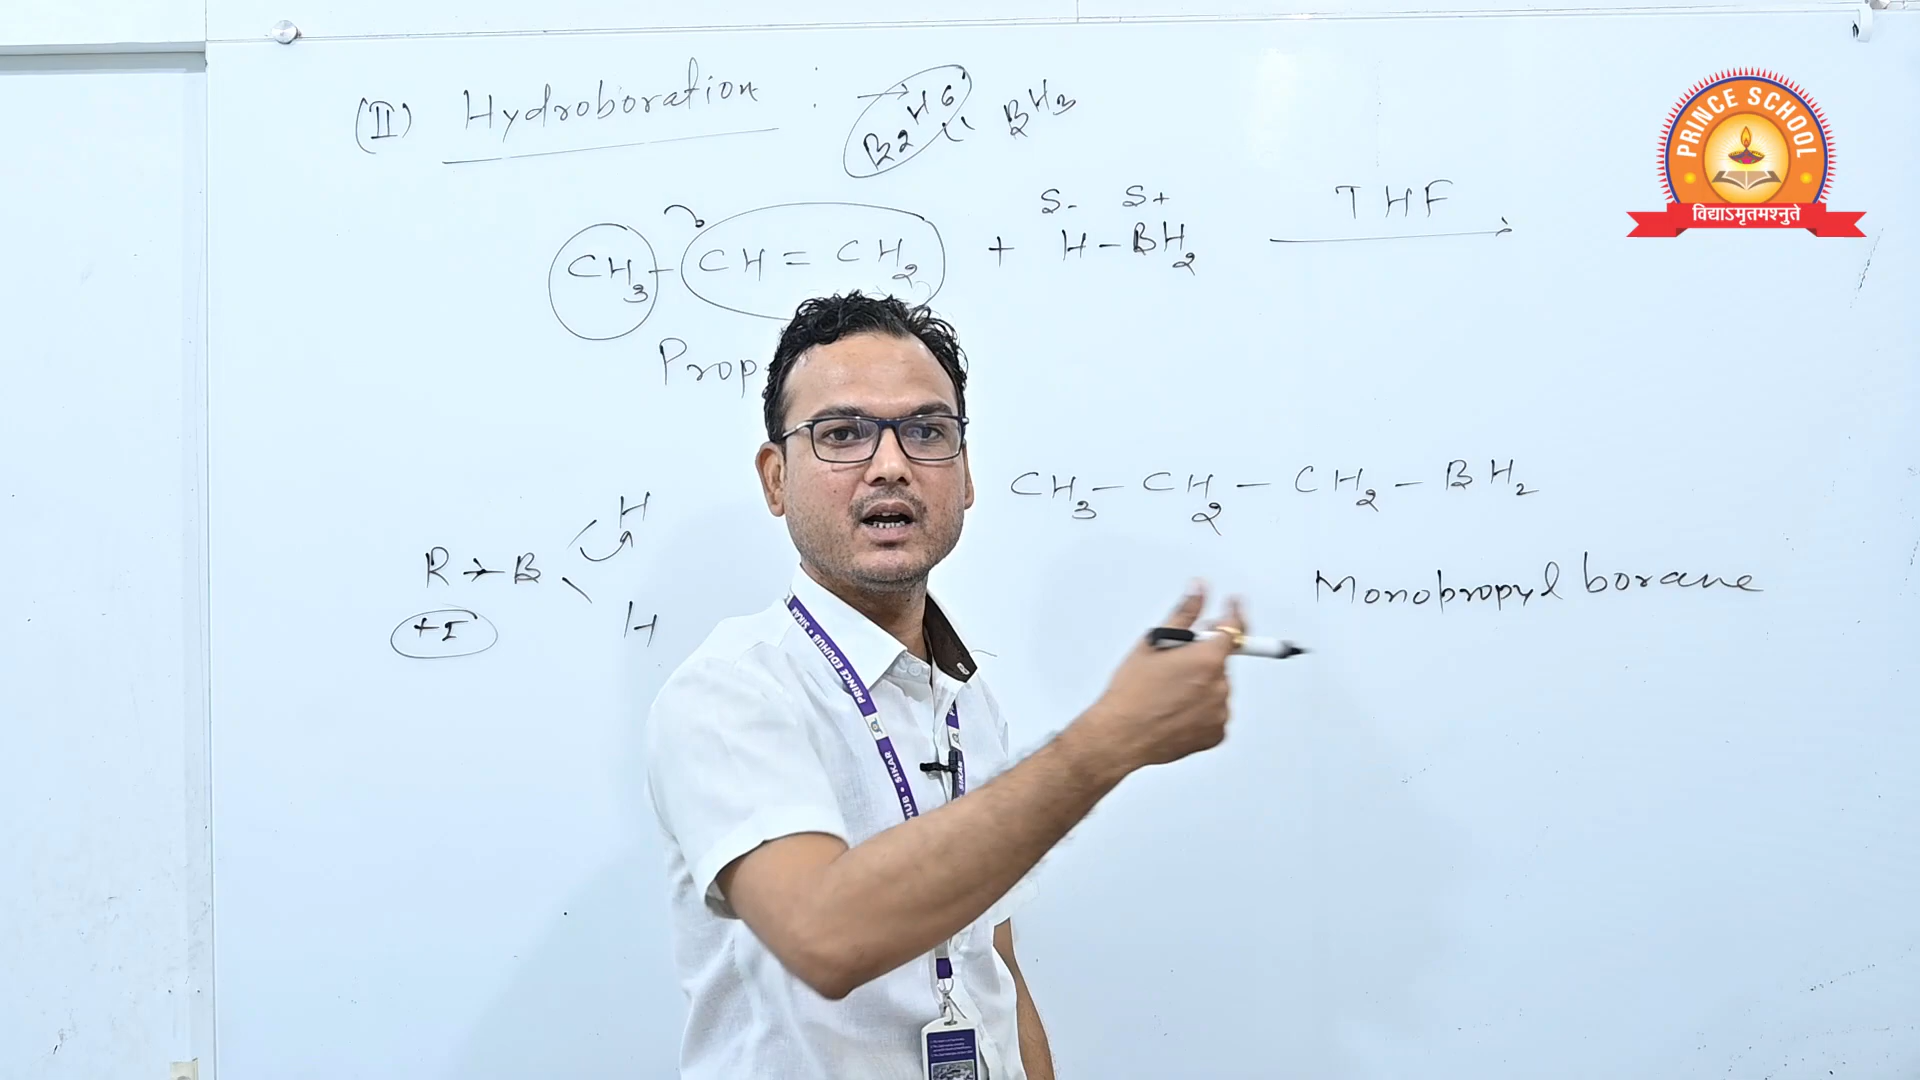 (II) Hydroboration : → B2H6 BH3
δ- δ+
CH3 - CH = CH2 + H - BH2 THF →
Prop
CH3 - CH2 - CH2 - BH2
Monopropyl borane
H
R → B
+I H
PRINCE SCHOOL
विद्याऽमृतमश्नुते
PRINCE EDUHUB • SIKAR